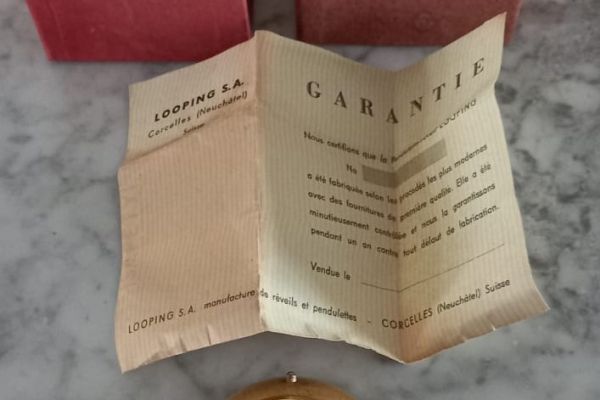 LOOPING S.A.
Corcelles (Neuchâtel)
Suisse
GARANTIE
Nous certifions que la LOOPING
No
a été fabriquée selon les procédés les plus modernes
avec des fournitures de première qualité. Elle a été
minutieusement contrôlée et nous la garantissons
pendant un an contre tout défaut de fabrication.
Vendue le
LOOPING S.A. manufacture de réveils et pendulettes - CORCELLES (Neuchâtel) Suisse